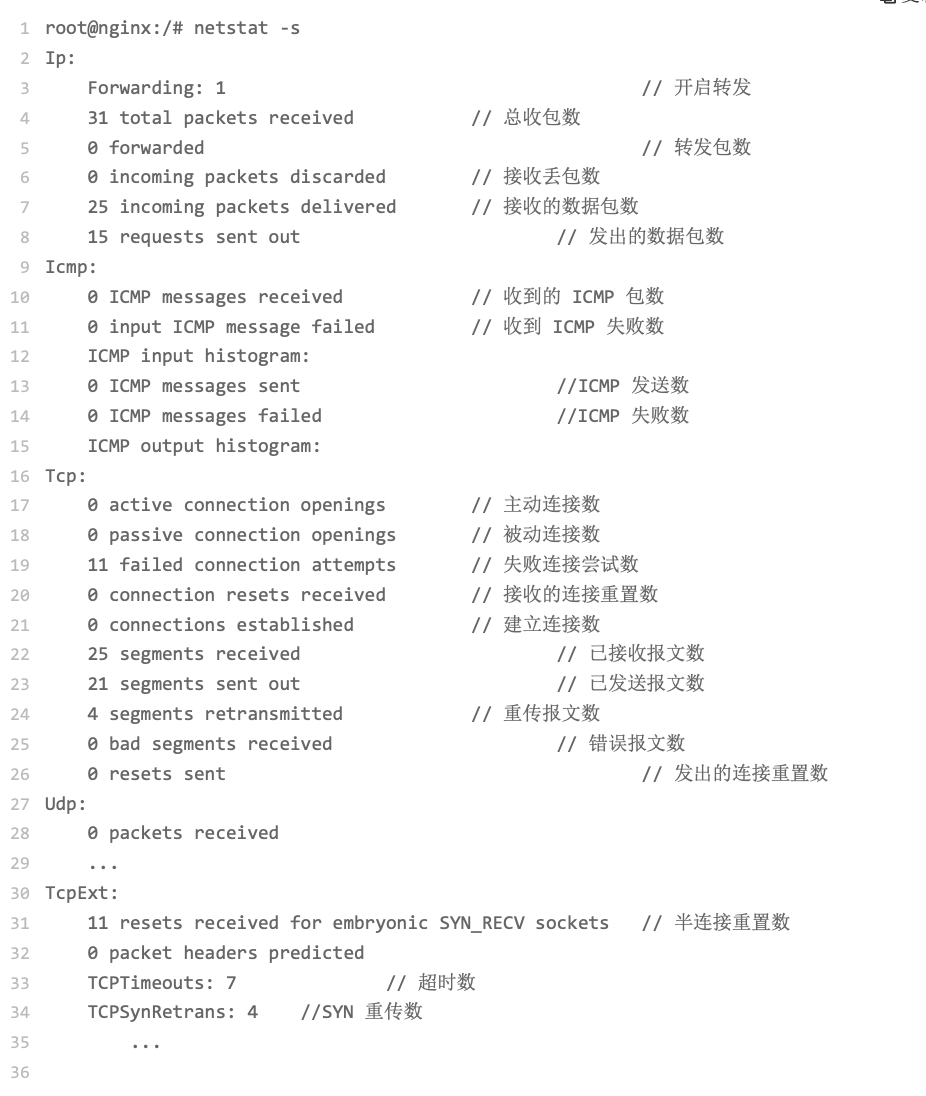 1 root@nginx:/# netstat -s
2 Ip:
3     Forwarding: 1                                       // 开启转发
4     31 total packets received           // 总收包数
5     0 forwarded                                         // 转发包数
6     0 incoming packets discarded        // 接收丢包数
7     25 incoming packets delivered       // 接收的数据包数
8     15 requests sent out                        // 发出的数据包数
9 Icmp:
10     0 ICMP messages received            // 收到的 ICMP 包数
11     0 input ICMP message failed         // 收到 ICMP 失败数
12     ICMP input histogram:
13     0 ICMP messages sent                        //ICMP 发送数
14     0 ICMP messages failed                      //ICMP 失败数
15     ICMP output histogram:
16 Tcp:
17     0 active connection openings        // 主动连接数
18     0 passive connection openings       // 被动连接数
19     11 failed connection attempts       // 失败连接尝试数
20     0 connection resets received        // 接收的连接重置数
21     0 connections established           // 建立连接数
22     25 segments received                        // 已接收报文数
23     21 segments sent out                        // 已发送报文数
24     4 segments retransmitted            // 重传报文数
25     0 bad segments received                     // 错误报文数
26     0 resets sent                                       // 发出的连接重置数
27 Udp:
28     0 packets received
29     ...
30 TcpExt:
31     11 resets received for embryonic SYN_RECV sockets   // 半连接重置数
32     0 packet headers predicted
33     TCPTimeouts: 7              // 超时数
34     TCPSynRetrans: 4    //SYN 重传数
35         ...
36